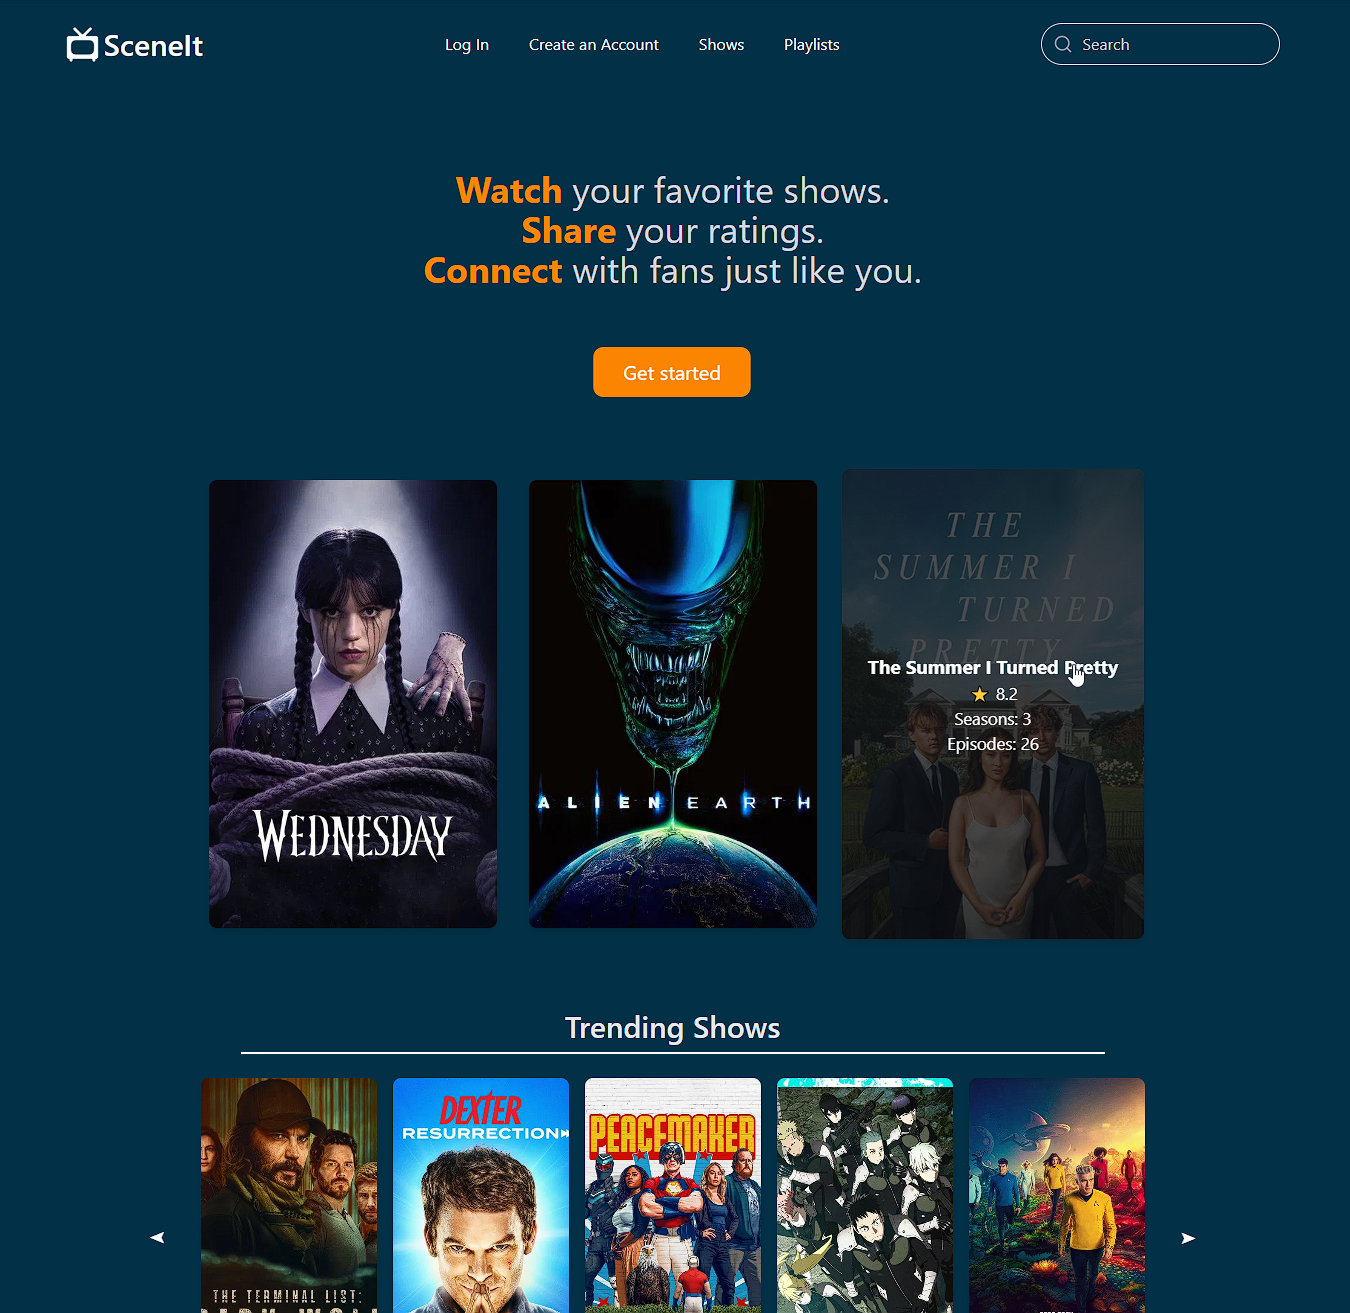 SceneIt
Log In
Create an Account
Shows
Playlists
Search
Watch your favorite shows.
Share your ratings.
Connect with fans just like you.
Get started
WEDNESDAY
ALIEN EARTH
THE
SUMMER I
TURNED
PRETTY
The Summer I Turned Pretty
8.2
Seasons: 3
Episodes: 26
Trending Shows
THE TERMINAL LIST:
DEXTER
RESURRECTION
PEACEMAKER